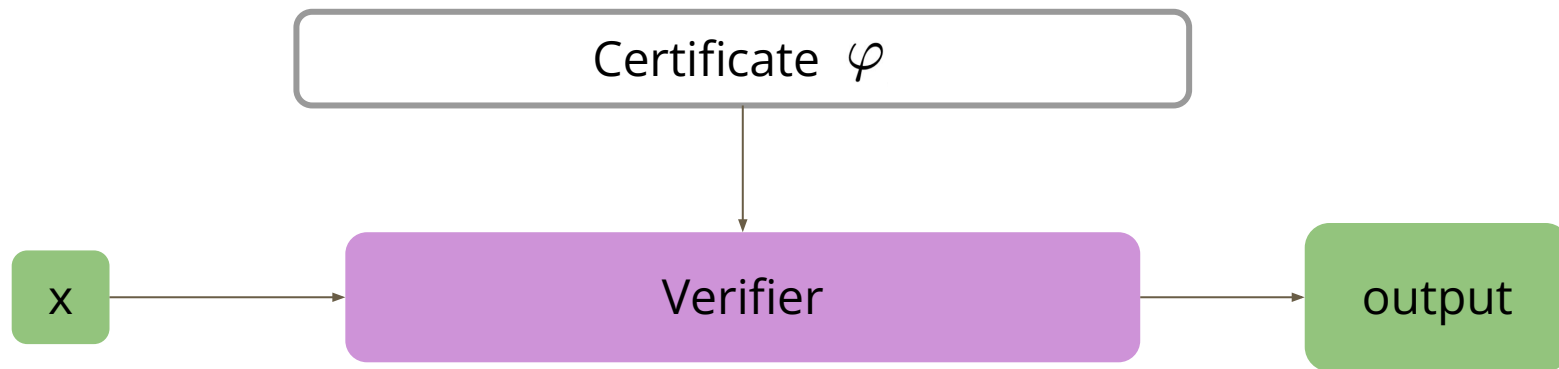 Certificate φ
x
Verifier
output